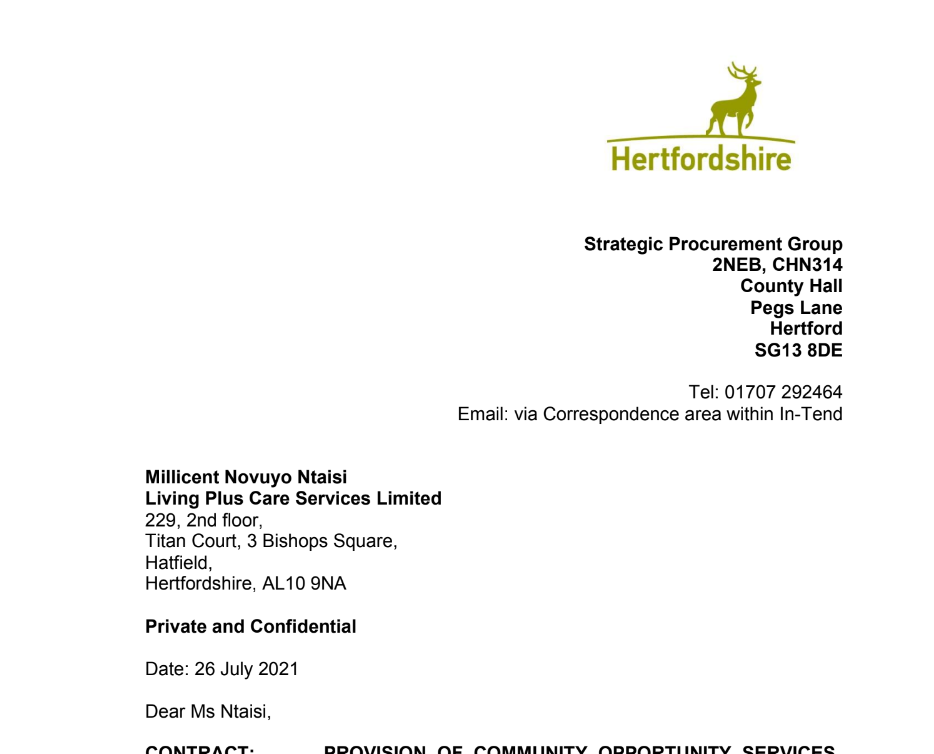 Hertfordshire
Strategic Procurement Group
2NEB, CHN314
County Hall
Pegs Lane
Hertford
SG13 8DE
Tel: 01707 292464
Email: via Correspondence area within In-Tend
Millicent Novuyo Ntaisi
Living Plus Care Services Limited
229, 2nd floor,
Titan Court, 3 Bishops Square,
Hatfield,
Hertfordshire, AL10 9NA
Private and Confidential
Date: 26 July 2021
Dear Ms Ntaisi,
CONTRACT: PROVISION OF COMMUNITY OPPORTUNITY SERVICES